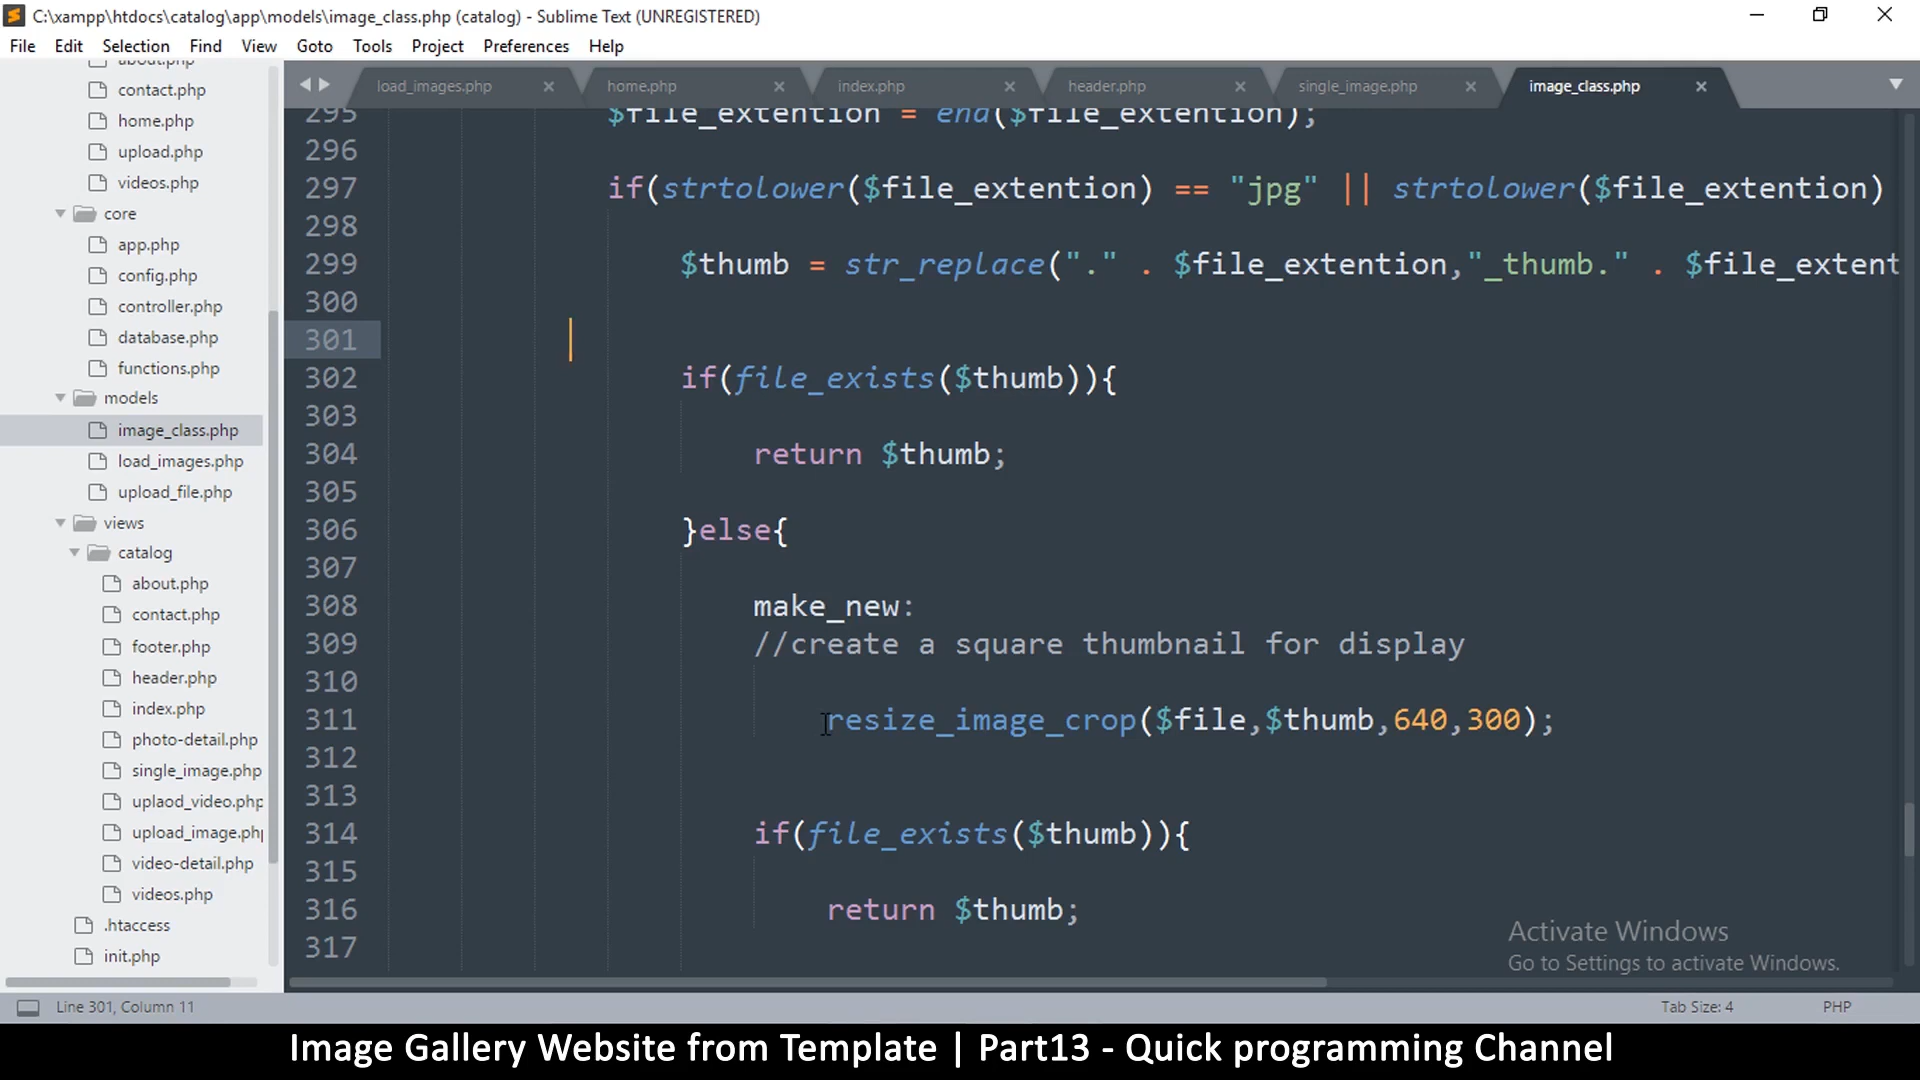 C:\xampp\htdocs\catalog\app\models\image_class.php (catalog) - Sublime Text (UNREGISTERED)
File Edit Selection Find View Goto Tools Project Preferences Help
load_images.php home.php index.php header.php single_image.php image_class.php
about.php
contact.php
home.php
upload.php
videos.php
core
app.php
config.php
controller.php
database.php
functions.php
models
image_class.php
load_images.php
upload_file.php
views
catalog
about.php
contact.php
footer.php
header.php
index.php
photo-detail.php
single_image.php
uplaod_video.php
upload_image.php
video-detail.php
videos.php
.htaccess
init.php
295 $file_extention = end($file_extention);
296
297 if(strtolower($file_extention) == "jpg" || strtolower($file_extention)
298
299 $thumb = str_replace("." . $file_extention,"_thumb." . $file_extent
300
301
302 if(file_exists($thumb)){
303
304 return $thumb;
305
306 }else{
307
308 make_new:
309 //create a square thumbnail for display
310
311 resize_image_crop($file,$thumb,640,300);
312
313
314 if(file_exists($thumb)){
315
316 return $thumb;
317
Activate Windows
Go to Settings to activate Windows.
Line 301, Column 11 Tab Size: 4 PHP
Image Gallery Website from Template | Part13 - Quick programming Channel